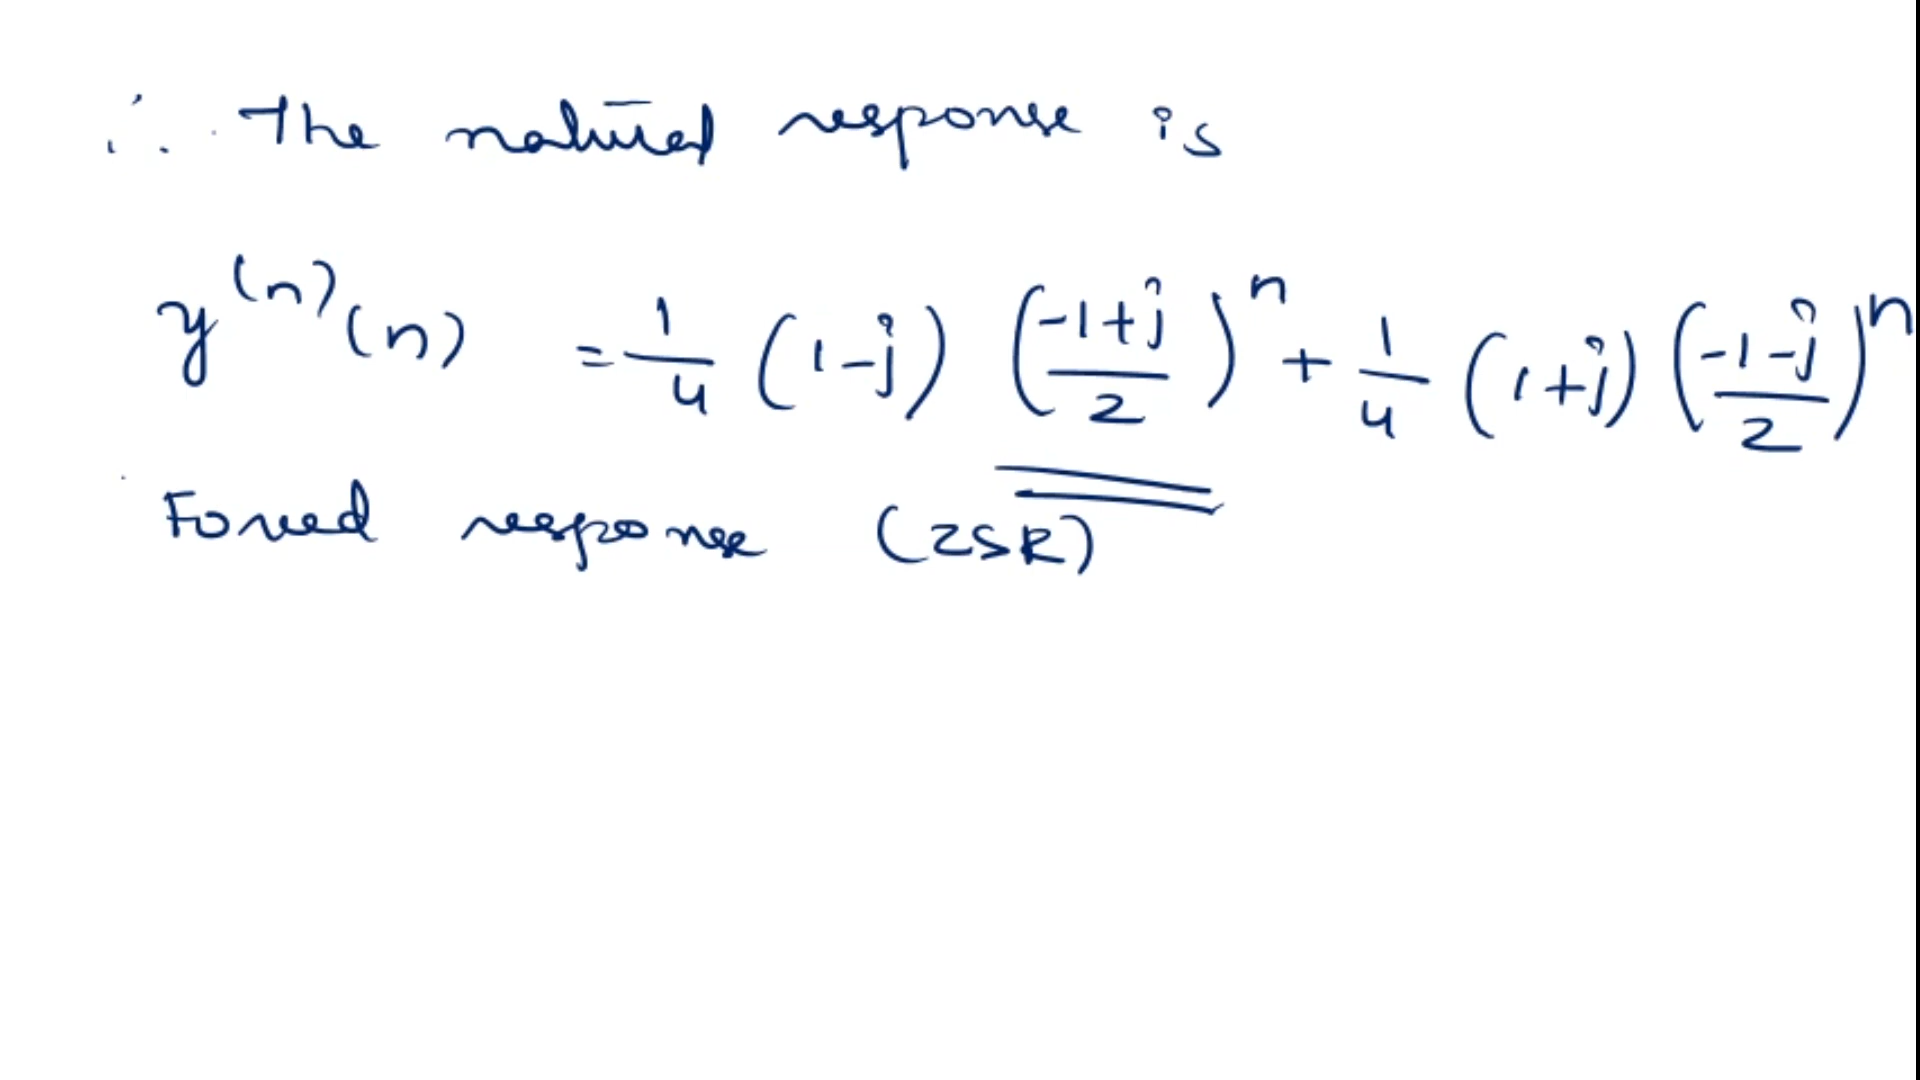 ∴ The natural response is
y^(n)(n) = 1/4 (1-j) ((-1+j)/2)^n + 1/4 (1+j) ((-1-j)/2)^n
Forced response (ZSR)